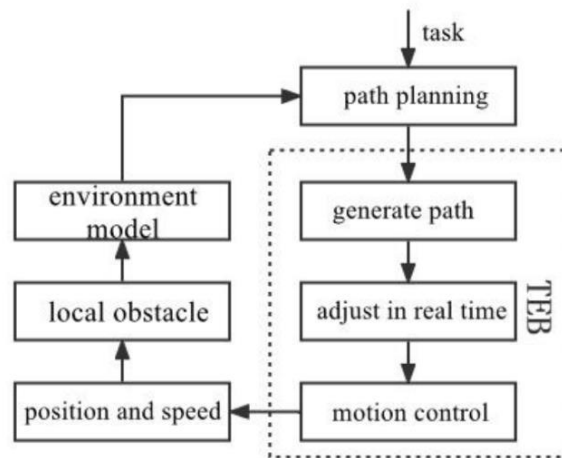 task
path planning
environment
model
generate path
local obstacle
adjust in real time
TEB
position and speed
motion control